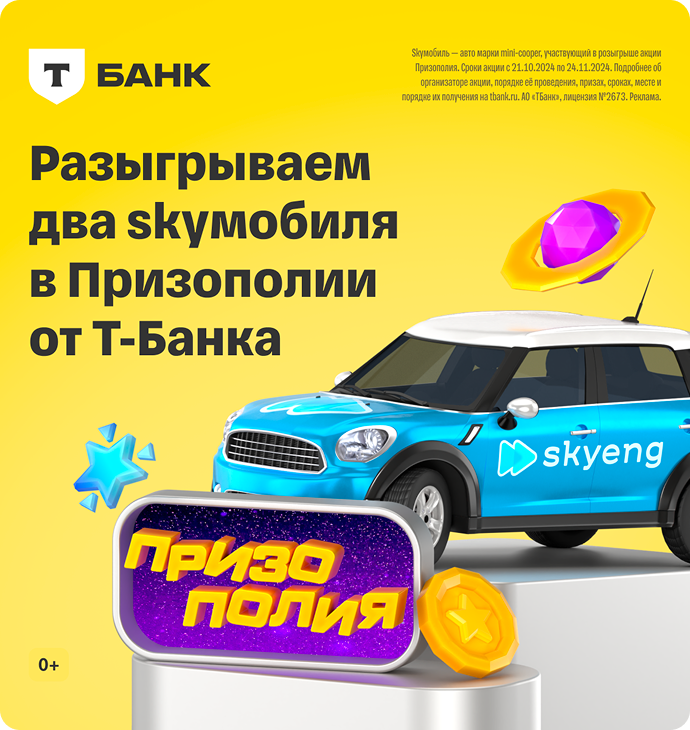 Т БАНК
Skyмобиль — авто марки mini-cooper, участвующий в розыгрыше акции
Призополия. Сроки акции с 21.10.2024 по 24.11.2024. Подробнее об
организаторе акции, порядке её проведения, призах, сроках, месте и
порядке их получения на tbank.ru. АО «ТБанк», лицензия №2673. Реклама.
Разыгрываем
два skyмобиля
в Призополии
от Т-Банка
skyeng
ПРИЗО
ПОЛИЯ
0+